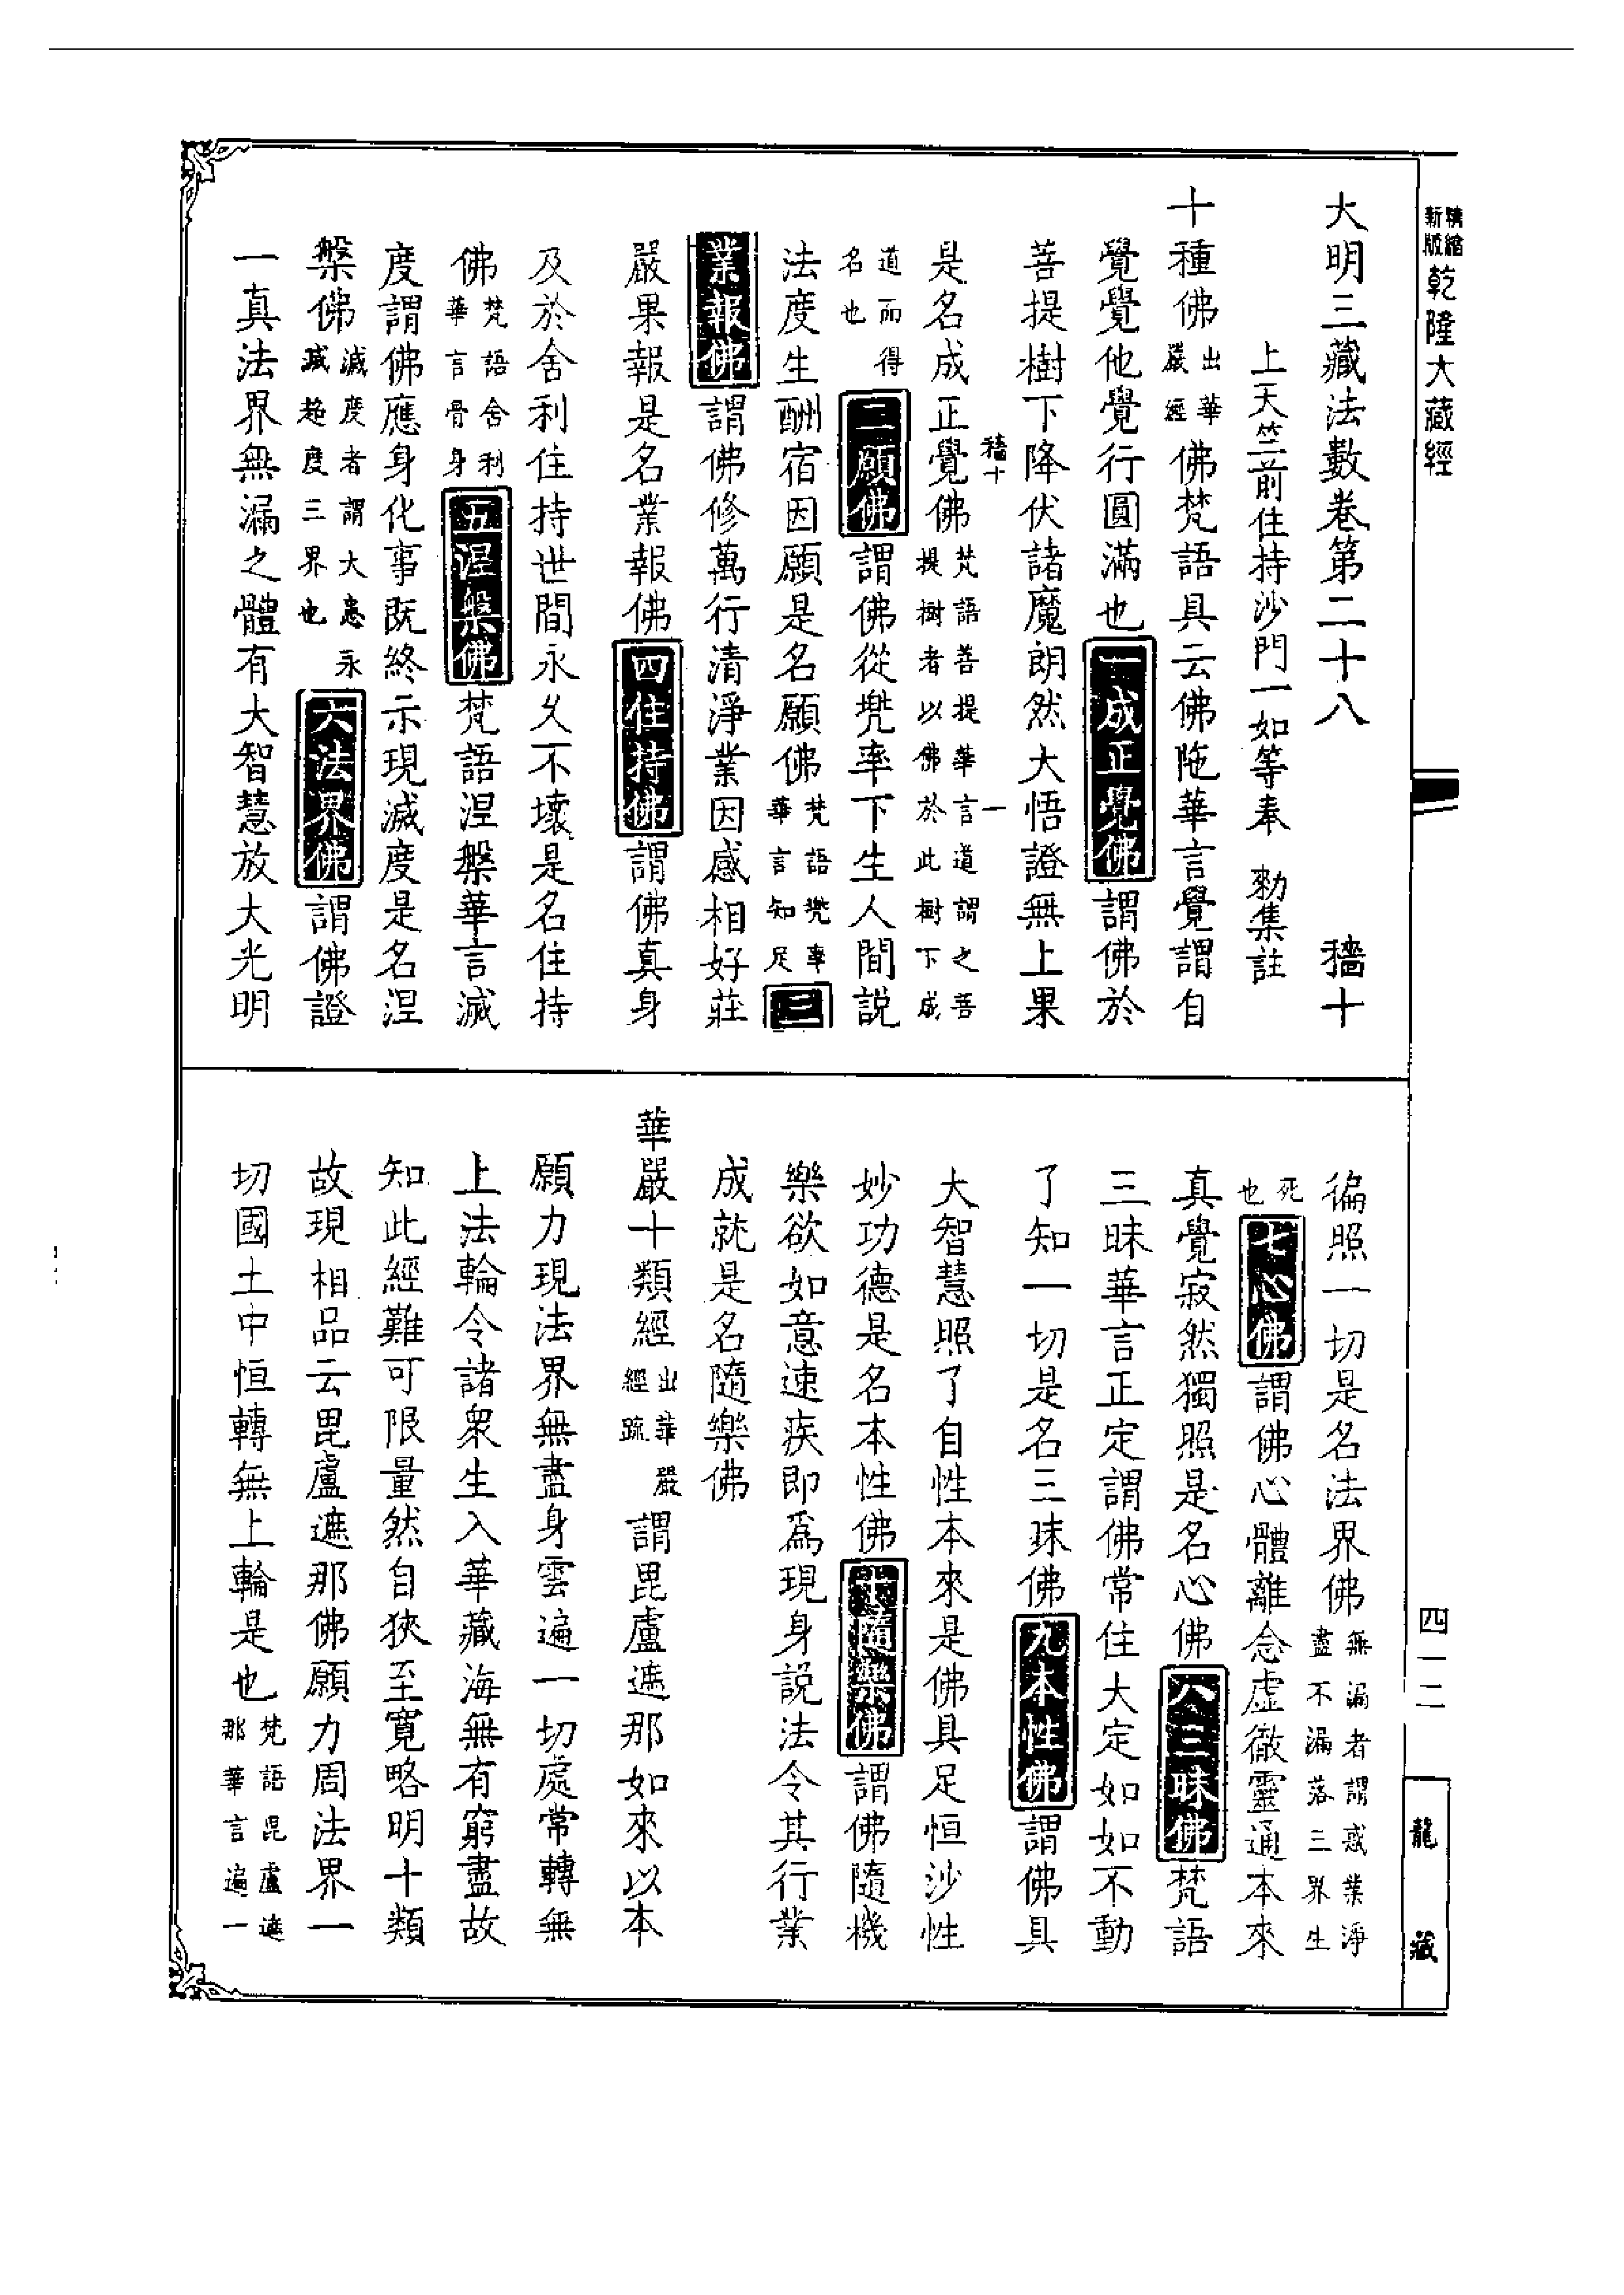 精縮
新版
乾隆大藏經
大明三藏法數卷第二十八　穡十
上天竺前住持沙門一如等奉　勑集註
十種佛出華嚴經佛梵語具云佛陁華言覺謂自
覺覺他覺行圓滿也一成正覺佛謂佛於
菩提樹下降伏諸魔朗然大悟證無上果
穡十　一
是名成正覺佛梵語菩提華言道謂之菩提樹者以佛於此樹下成
道而得名也二願佛謂佛從兠率下生人間説
法度生酬宿因願是名願佛梵語兠率華言知足三
業報佛謂佛修萬行清淨業因感相好莊
嚴果報是名業報佛四住持佛謂佛真身
及於舍利住持世間永久不壞是名住持
佛梵語舍利華言骨身五涅槃佛梵語涅槃華言滅
度謂佛應身化事既終示現滅度是名涅
槃佛滅度者謂大患永滅超度三界也六法界佛謂佛證
一真法界無漏之體有大智慧放大光明
徧照一切是名法界佛無漏者謂惑業淨盡不漏落三界生
死也七心佛謂佛心體離念虛徹靈通本來
真覺寂然獨照是名心佛八三昧佛梵語
三昧華言正定謂佛常住大定如如不動
了知一切是名三昧佛九本性佛謂佛具
大智慧照了自性本來是佛具足恒沙性
妙功德是名本性佛十隨樂佛謂佛隨機
樂欲如意速疾即爲現身説法令其行業
成就是名隨樂佛
華嚴十類經出華嚴經疏謂毘盧遮那如來以本
願力現法界無盡身雲遍一切處常轉無
上法輪令諸衆生入華藏海無有窮盡故
知此經難可限量然自狹至寬略明十類
故現相品云毘盧遮那佛願力周法界一
切國土中恒轉無上輪是也梵語毘盧遮那華言遍一
四一二
龍藏